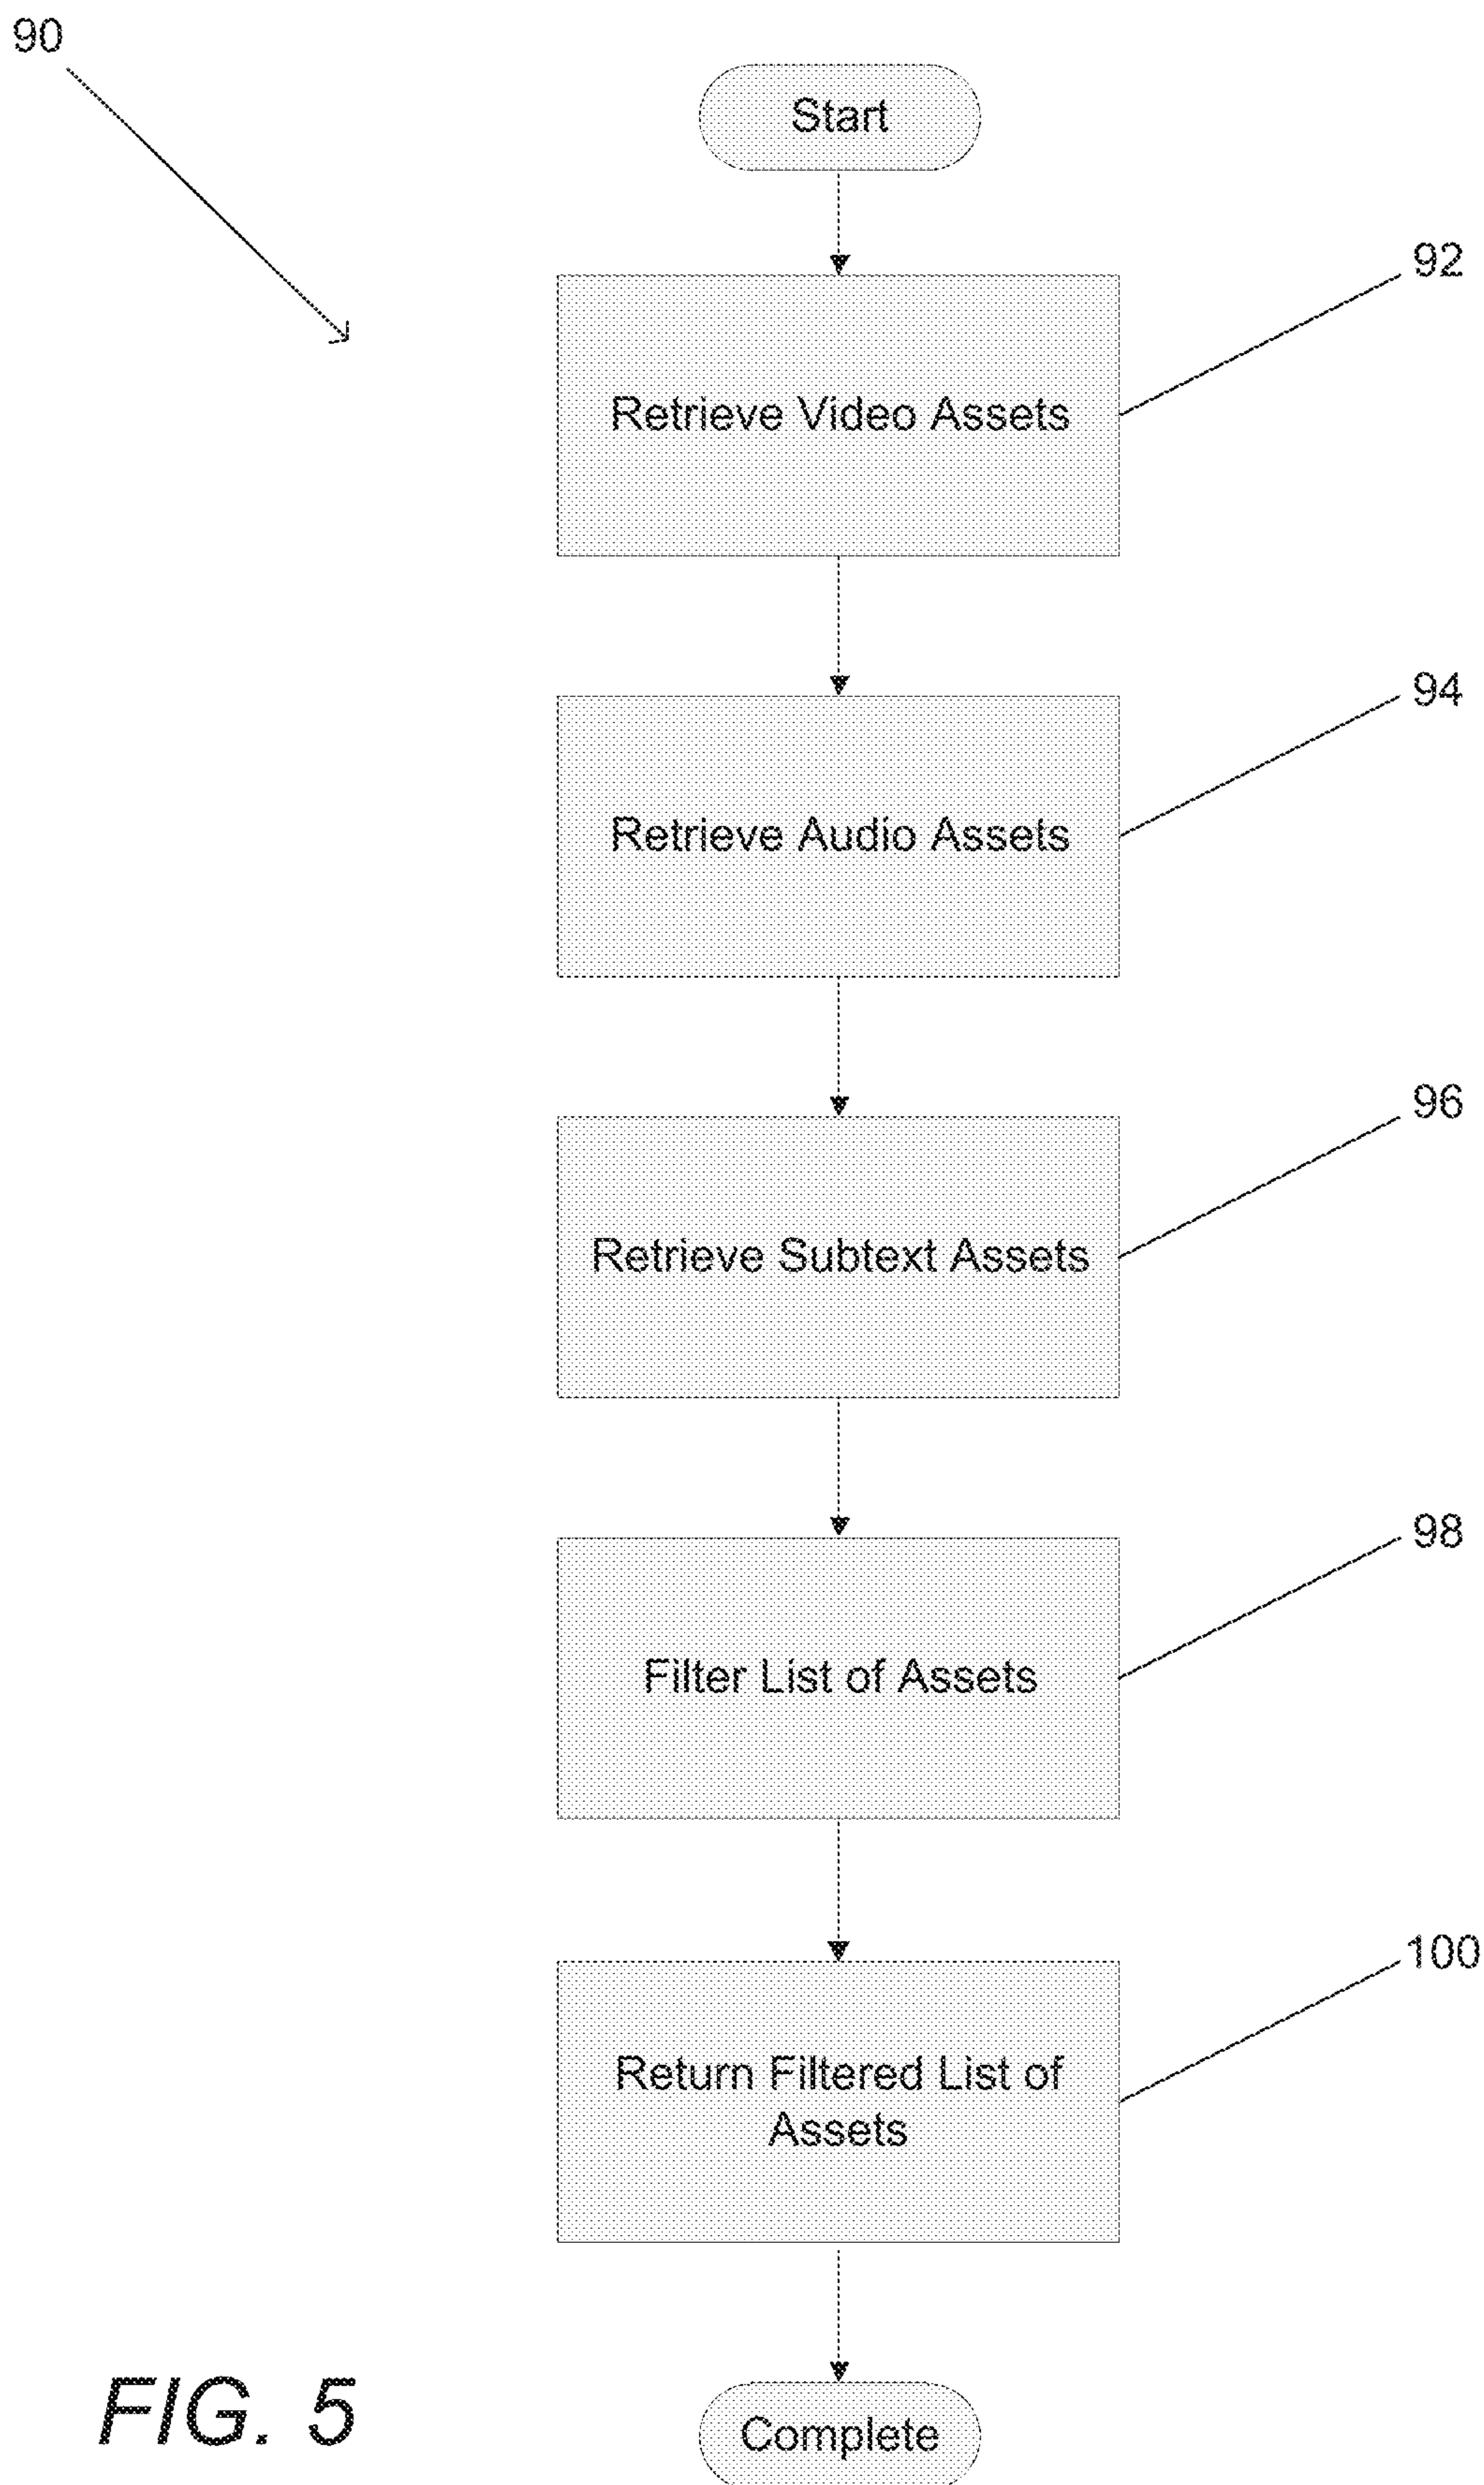 90
Start
92
Retrieve Video Assets
94
Retrieve Audio Assets
96
Retrieve Subtext Assets
98
Filter List of Assets
100
Return Filtered List of
Assets
FIG. 5
Complete